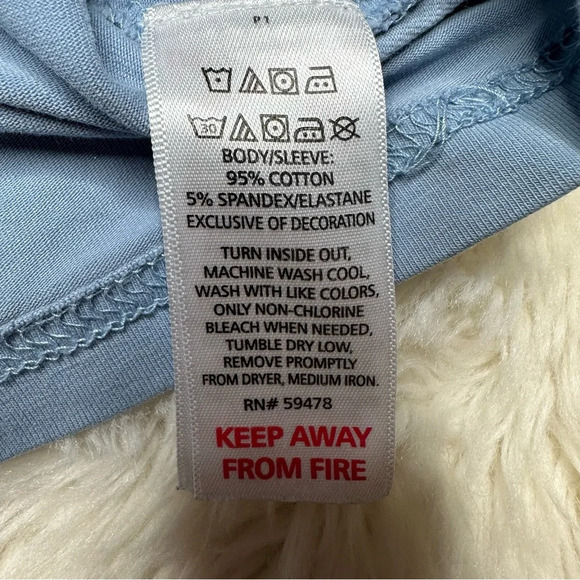 P1
30
BODY/SLEEVE:
95% COTTON
5% SPANDEX/ELASTANE
EXCLUSIVE OF DECORATION
TURN INSIDE OUT,
MACHINE WASH COOL,
WASH WITH LIKE COLORS,
ONLY NON-CHLORINE
BLEACH WHEN NEEDED,
TUMBLE DRY LOW,
REMOVE PROMPTLY
FROM DRYER, MEDIUM IRON.
RN# 59478
KEEP AWAY
FROM FIRE